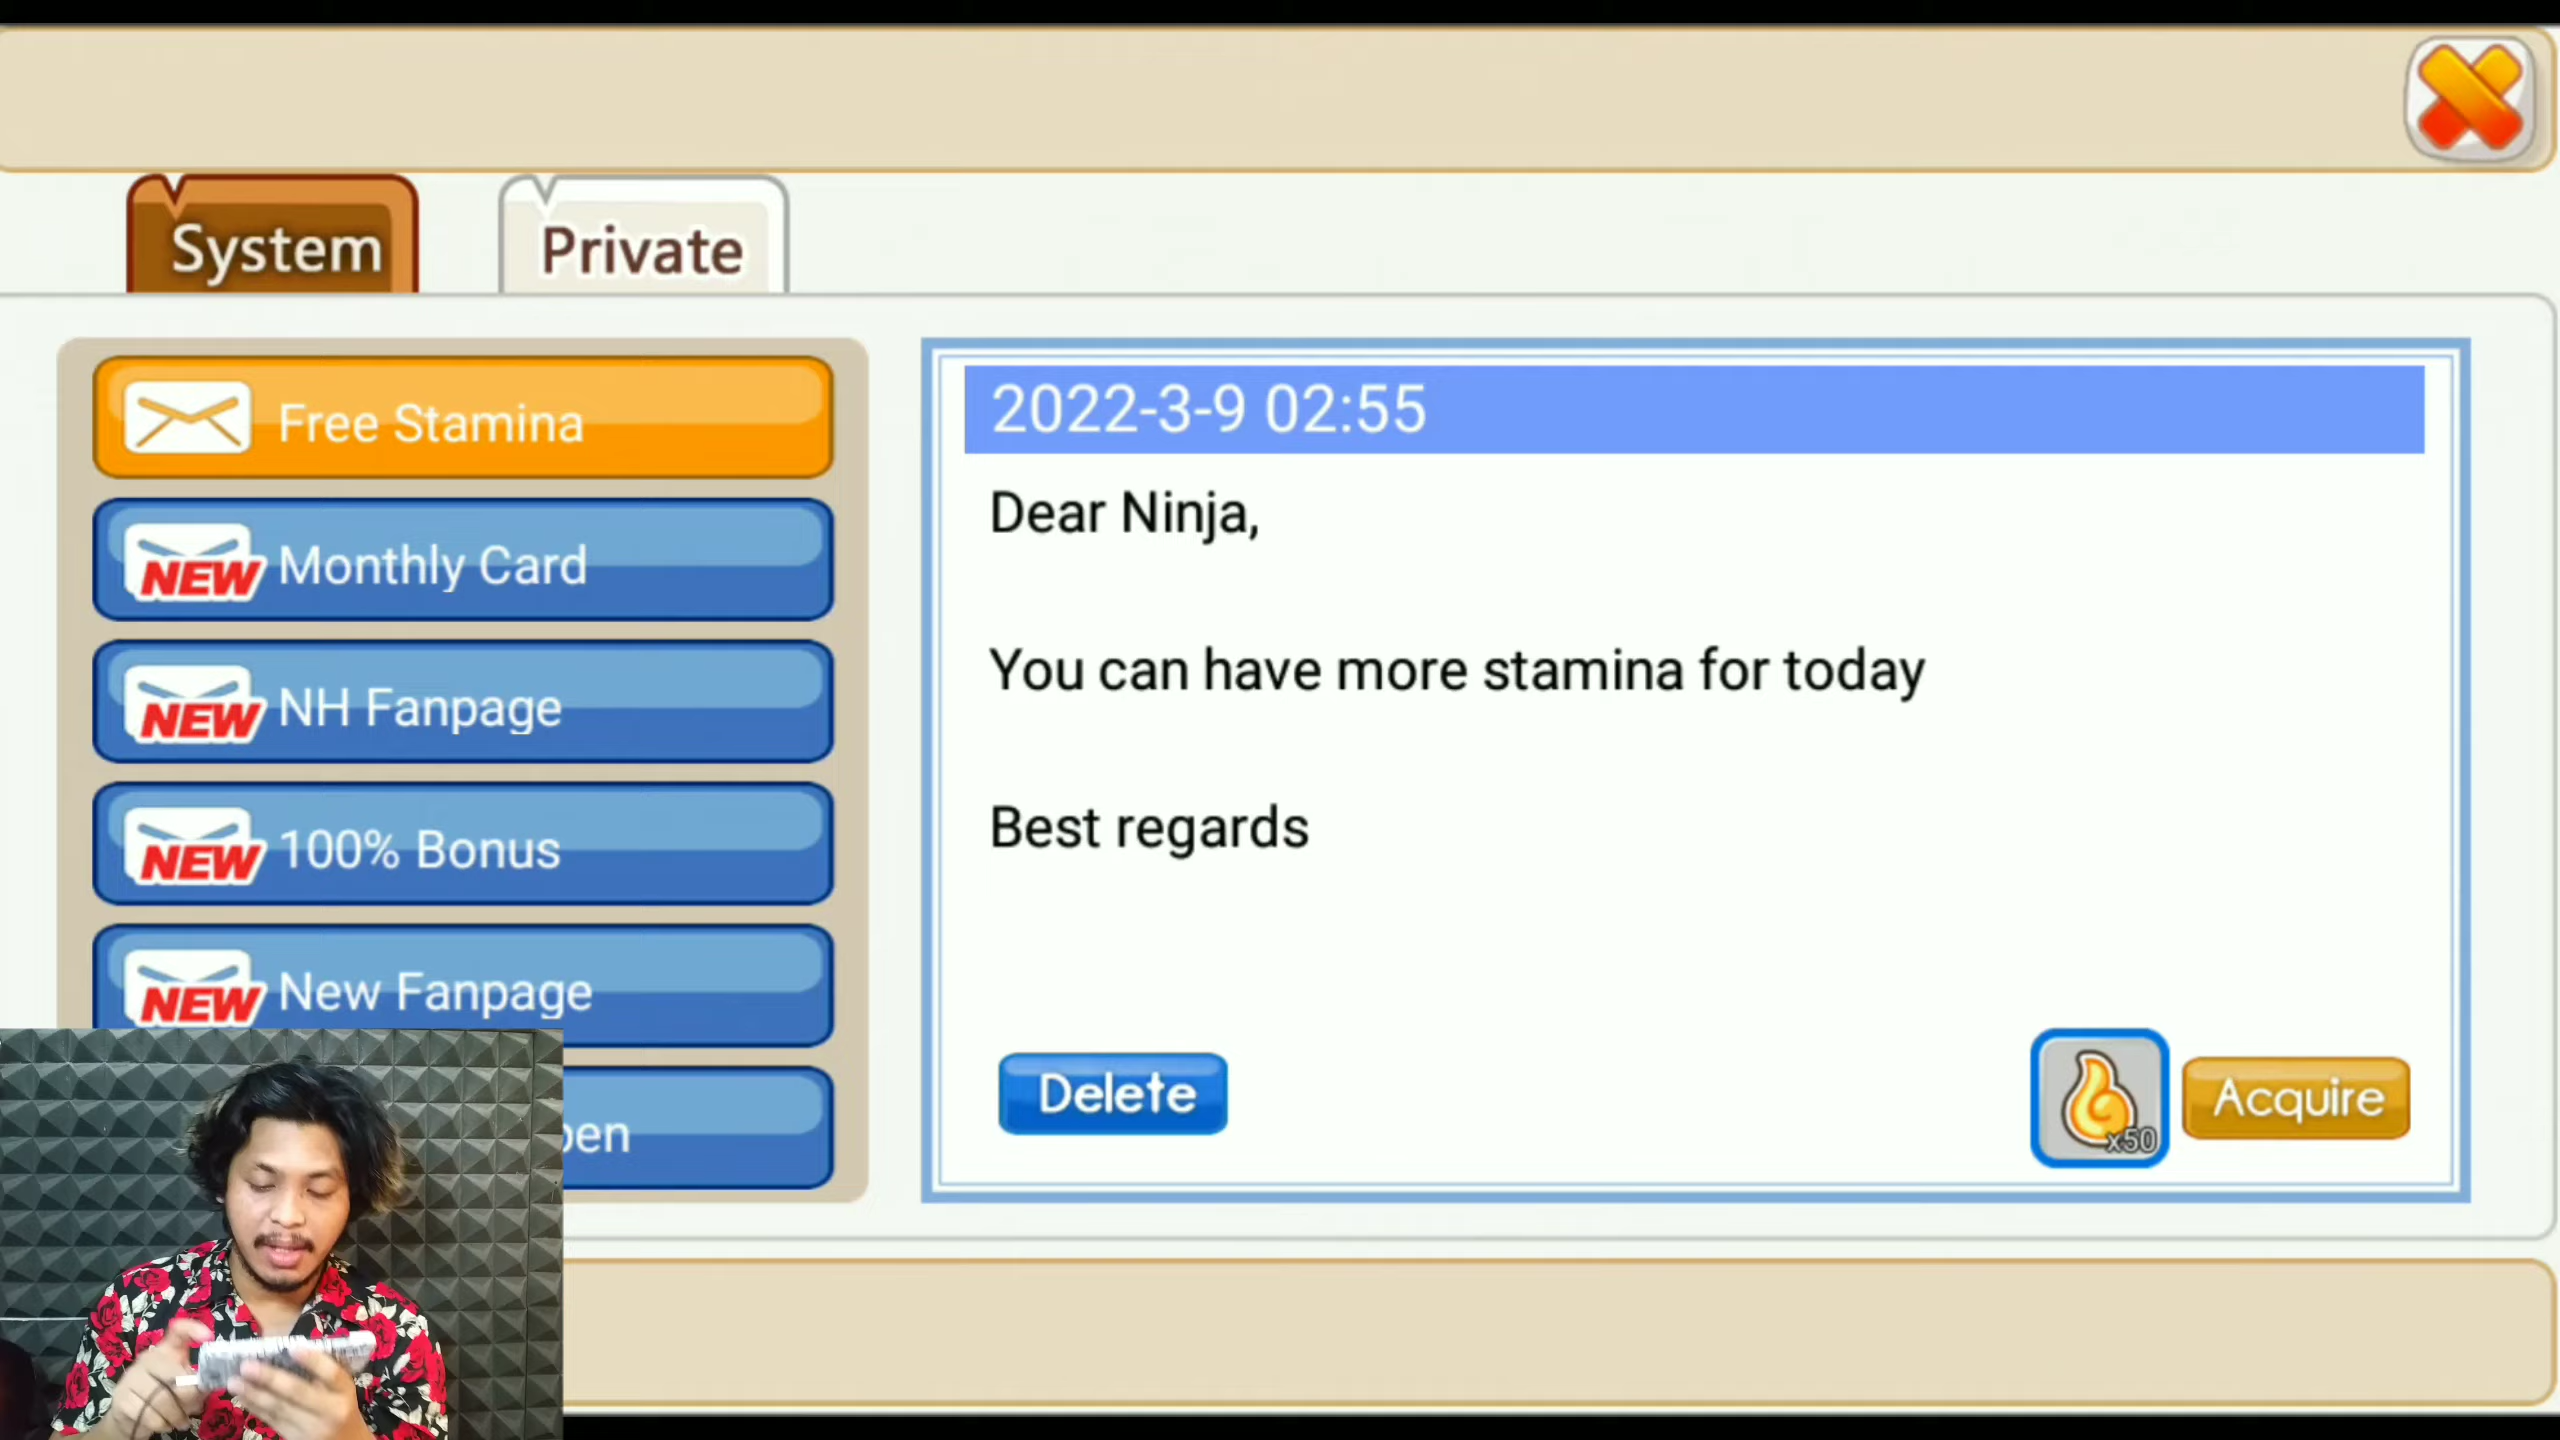 System
Private
Free Stamina
NEW Monthly Card
NEW NH Fanpage
NEW 100% Bonus
NEW New Fanpage
2022-3-9 02:55
Dear Ninja,
You can have more stamina for today
Best regards
Delete
x50
Acquire